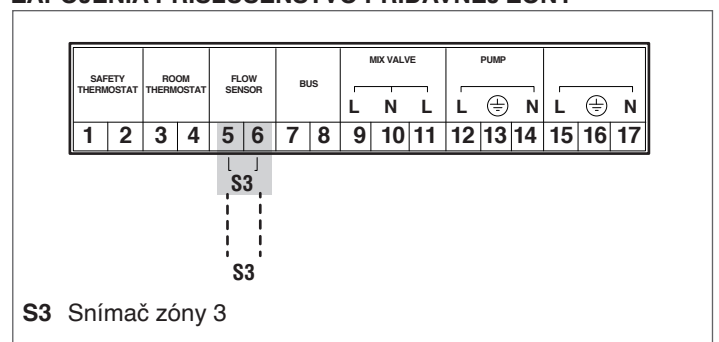 SAFETY THERMOSTAT ROOM THERMOSTAT FLOW SENSOR BUS MIX VALVE PUMP
L N L L N L N
1 2 3 4 5 6 7 8 9 10 11 12 13 14 15 16 17
S3
S3
S3 Snímač zóny 3